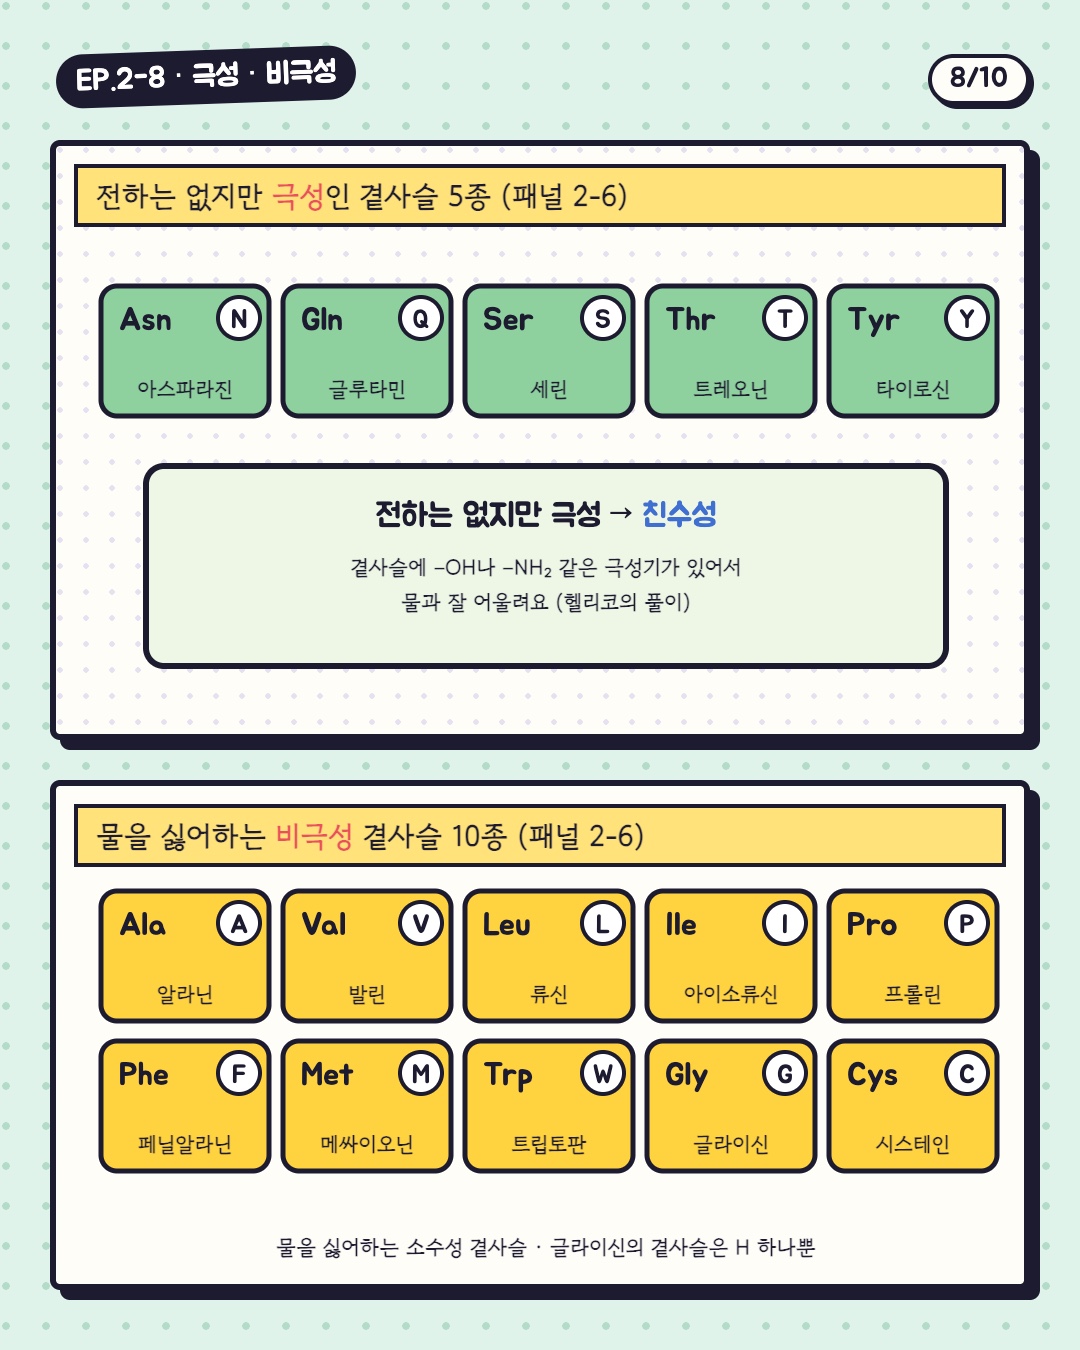 EP.2-8 · 극성 · 비극성
8/10
전하는 없지만 극성인 곁사슬 5종 (패널 2-6)
Asn N
아스파라진
Gln Q
글루타민
Ser S
세린
Thr T
트레오닌
Tyr Y
타이로신
전하는 없지만 극성 → 친수성
곁사슬에 –OH나 –NH₂ 같은 극성기가 있어서
물과 잘 어울려요 (헬리코의 풀이)
물을 싫어하는 비극성 곁사슬 10종 (패널 2-6)
Ala A
알라닌
Val V
발린
Leu L
류신
Ile I
아이소류신
Pro P
프롤린
Phe F
페닐알라닌
Met M
메싸이오닌
Trp W
트립토판
Gly G
글라이신
Cys C
시스테인
물을 싫어하는 소수성 곁사슬 · 글라이신의 곁사슬은 H 하나뿐